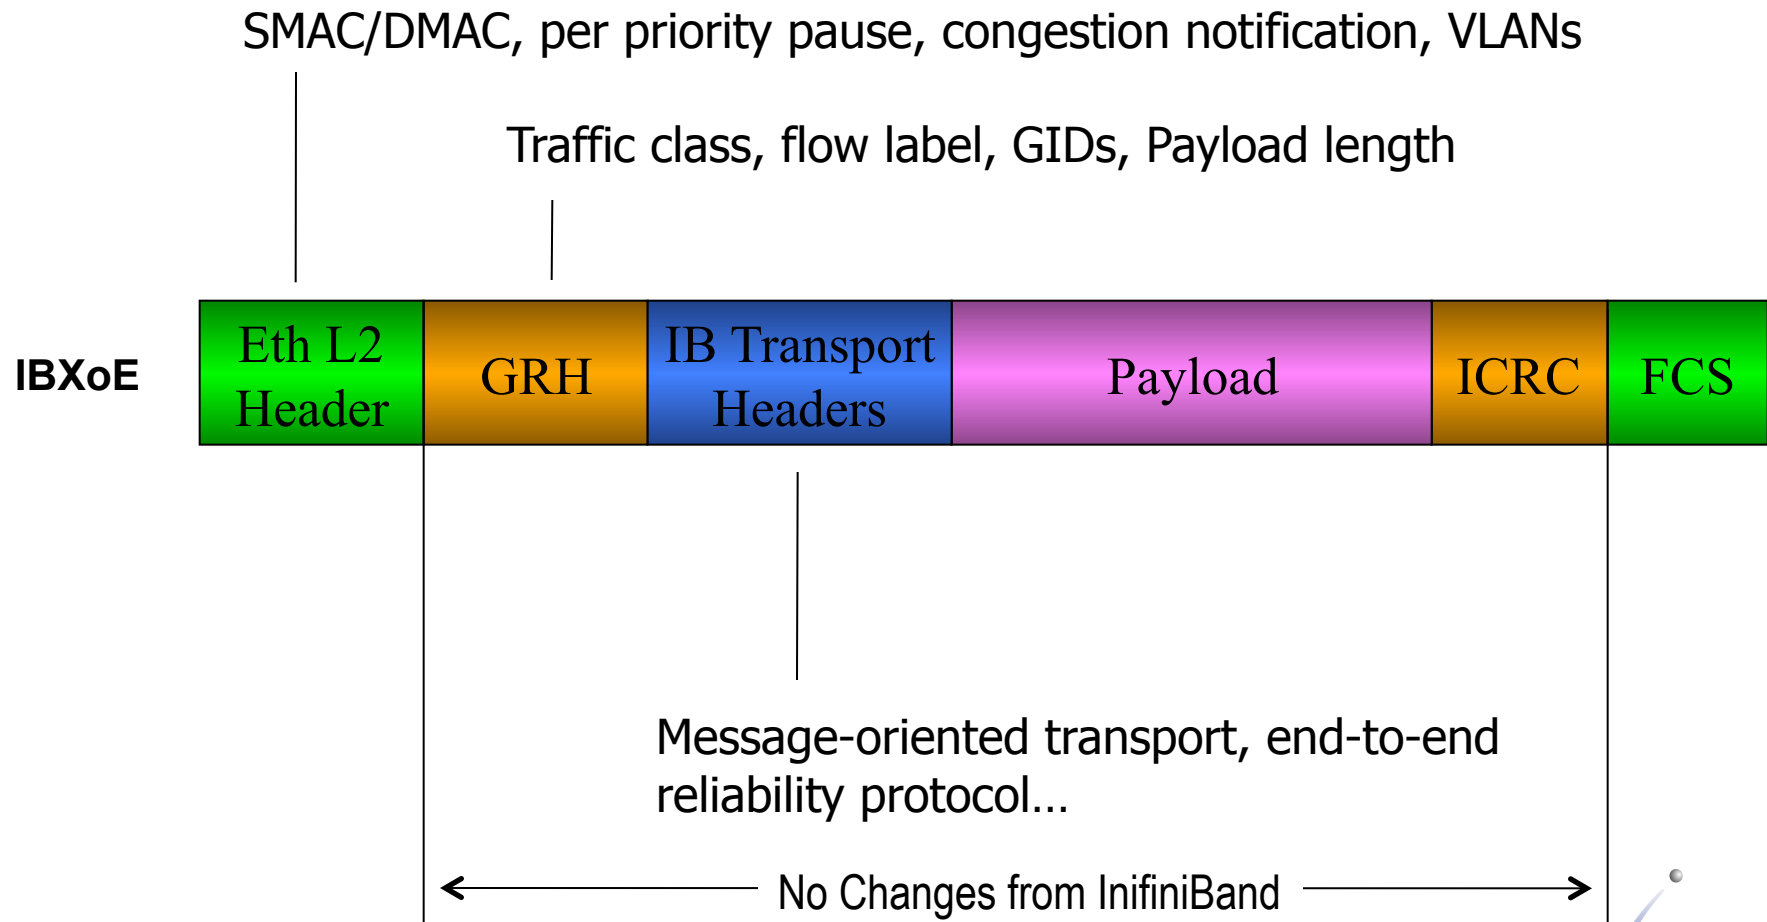 SMAC/DMAC, per priority pause, congestion notification, VLANs
Traffic class, flow label, GIDs, Payload length
IBXoE
Eth L2
Header
GRH
IB Transport
Headers
Payload
ICRC
FCS
Message-oriented transport, end-to-end
reliability protocol…
No Changes from InifiniBand